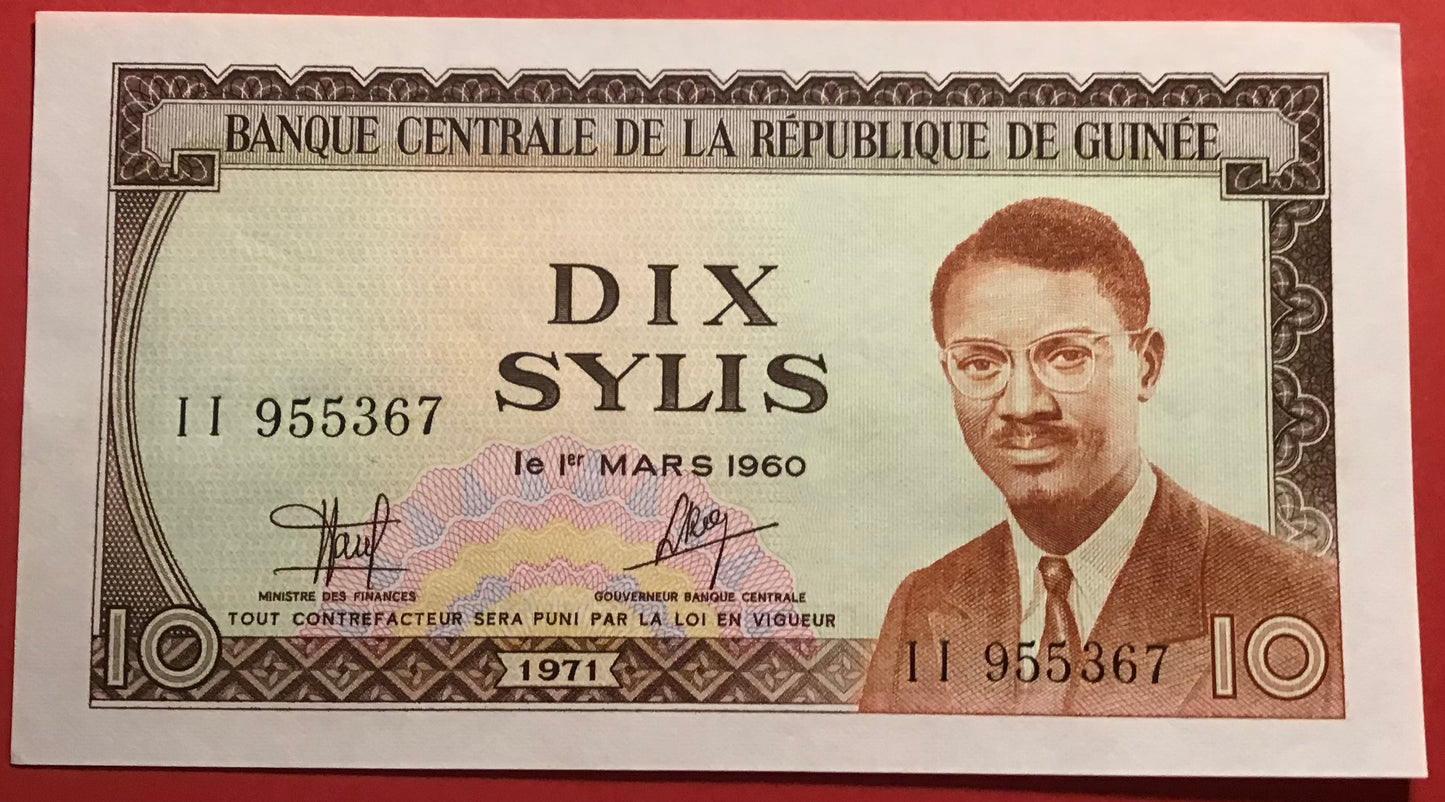 BANQUE CENTRALE DE LA RÉPUBLIQUE DE GUINÉE
DIX
SYLIS
II 955367
le 1er MARS 1960
MINISTRE DES FINANCES
GOUVERNEUR BANQUE CENTRALE
TOUT CONTREFACTEUR SERA PUNI PAR LA LOI EN VIGUEUR
10
1971
II 955367
10